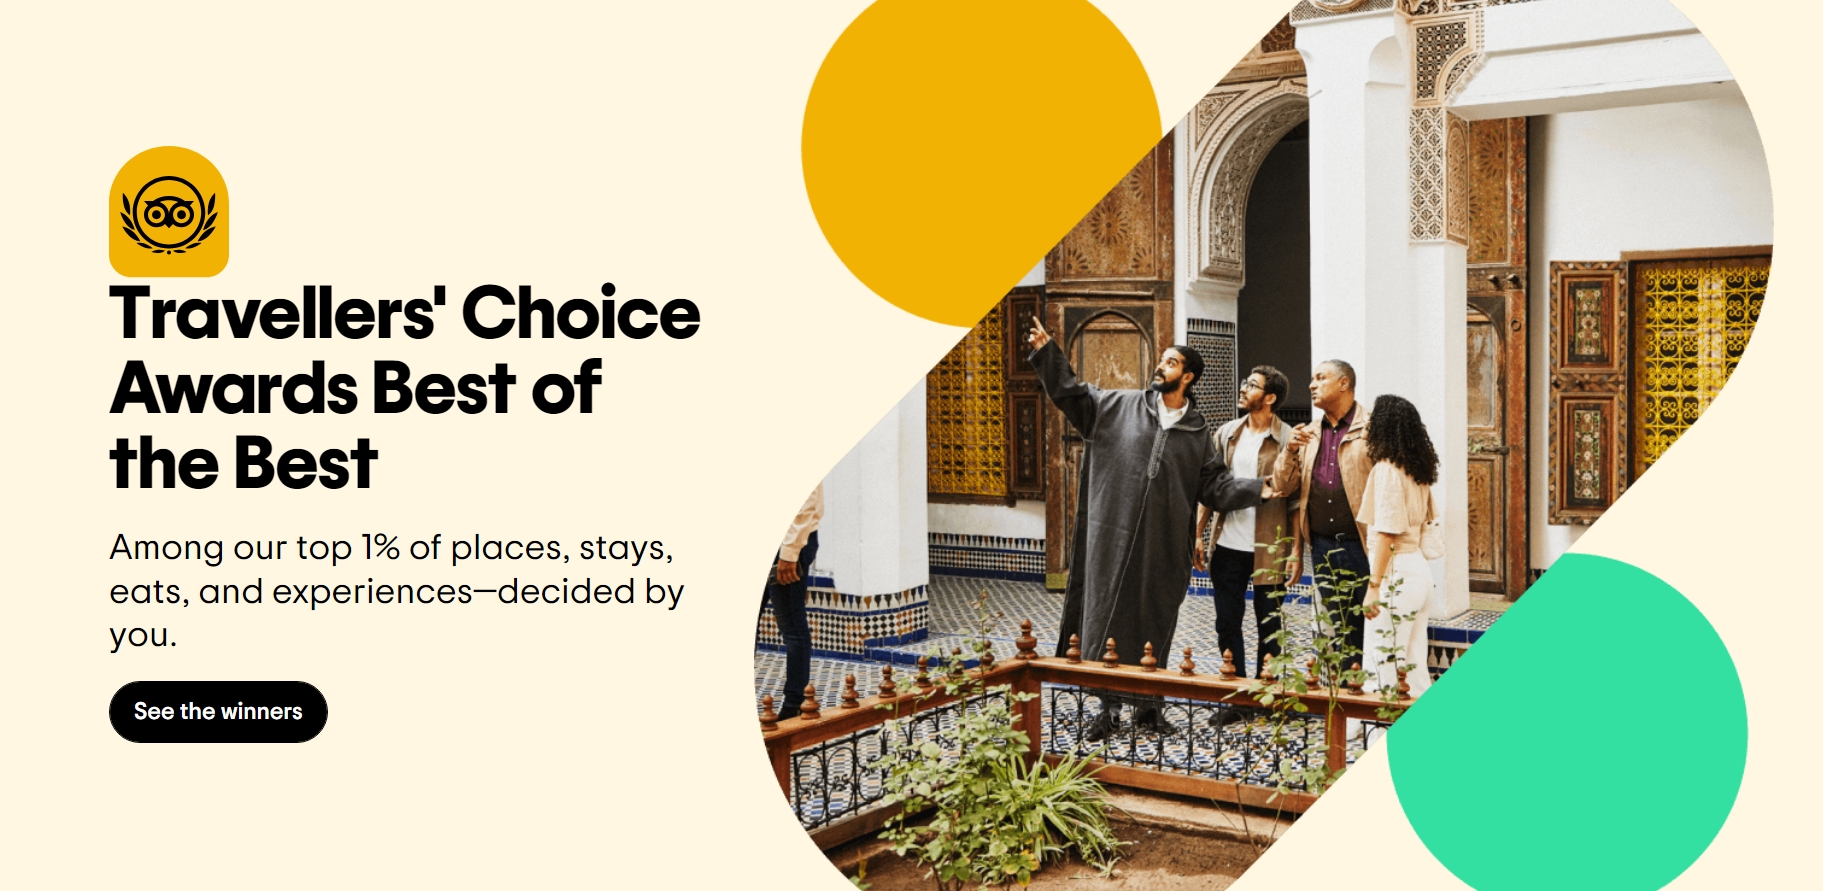 Travellers' Choice
Awards Best of
the Best
Among our top 1% of places, stays,
eats, and experiences—decided by
you.
See the winners